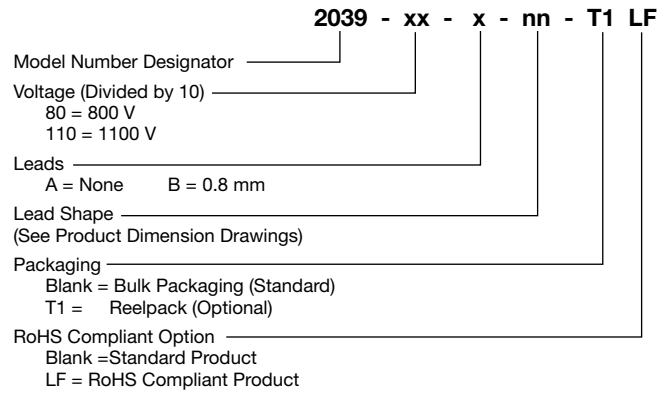 2039 - xx - x - nn - T1 LF
Model Number Designator
Voltage (Divided by 10)
80 = 800 V
110 = 1100 V
Leads
A = None B = 0.8 mm
Lead Shape
(See Product Dimension Drawings)
Packaging
Blank = Bulk Packaging (Standard)
T1 = Reelpack (Optional)
RoHS Compliant Option
Blank =Standard Product
LF = RoHS Compliant Product